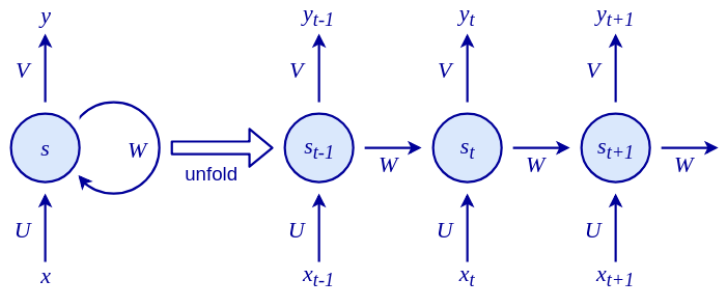 y y_{t-1} y_t y_{t+1}
V V V V
s W s_{t-1} W s_t W s_{t+1} W
unfold
U U U U
x x_{t-1} x_t x_{t+1}